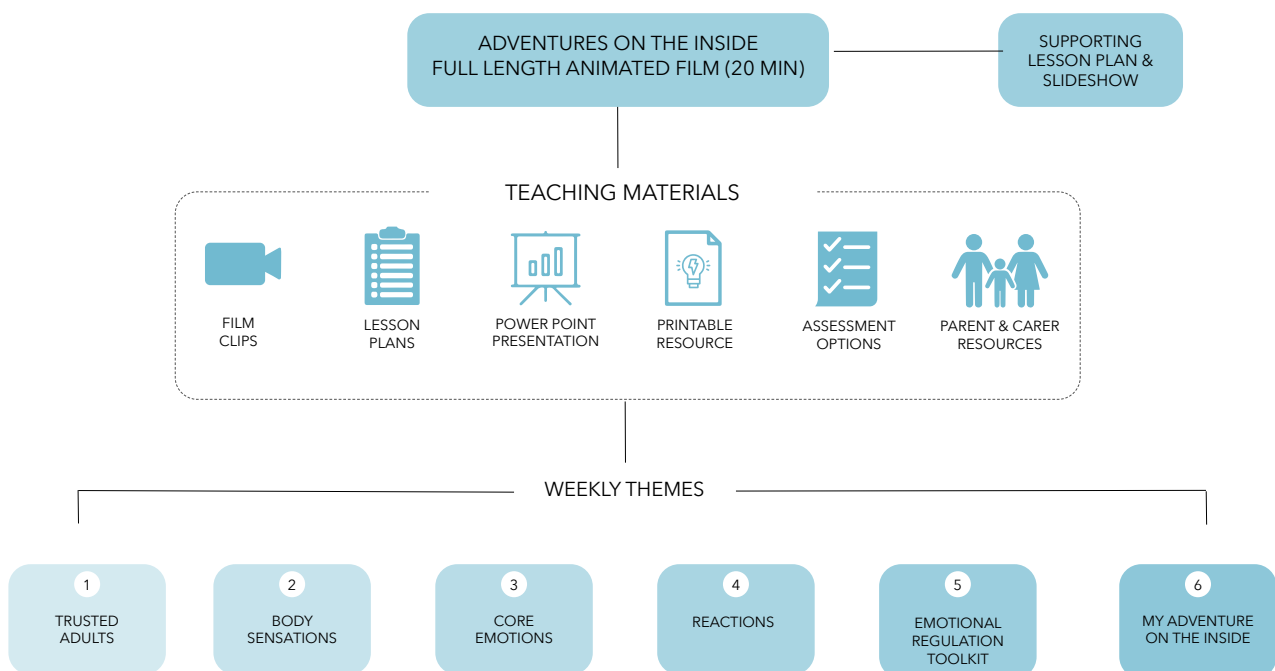 ADVENTURES ON THE INSIDE
FULL LENGTH ANIMATED FILM (20 MIN)
SUPPORTING
LESSON PLAN &
SLIDESHOW
TEACHING MATERIALS
FILM
CLIPS
LESSON
PLANS
POWER POINT
PRESENTATION
PRINTABLE
RESOURCE
ASSESSMENT
OPTIONS
PARENT & CARER
RESOURCES
WEEKLY THEMES
1
TRUSTED
ADULTS
2
BODY
SENSATIONS
3
CORE
EMOTIONS
4
REACTIONS
5
EMOTIONAL
REGULATION
TOOLKIT
6
MY ADVENTURE
ON THE INSIDE